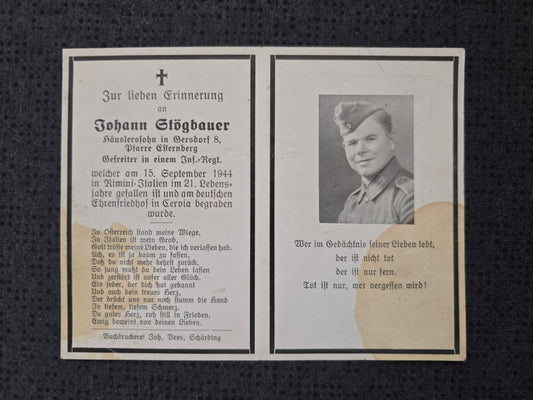 Zur lieben Erinnerung
an
Johann Stögbauer
Häuslerssohn in Gersdorf 8,
Pfarre Esternberg
Gefreiter in einem Inf.-Regt.
welcher am 15. September 1944
in Rimini-Italien im 21. Lebens-
jahre gefallen ist und am deutschen
Ehrenfriedhof in Cervia begraben
wurde.
In Österreich stand meine Wiege,
In Italien ist mein Grab,
Gott tröste meine Lieben, die ich verlassen hab.
Ach, es ist ja kaum zu fassen,
Daß du nicht mehr kehrst zurück,
So jung mußt du dein Leben lassen
Und zerstört ist unser aller Glück.
Ein jeder, der dich hat gekannt
Und auch dein treues Herz,
Der drückt uns nur noch stumm die Hand
In tiefem, tiefem Schmerz.
Du gutes Herz, ruh still in Frieden,
Ewig beweint von deinen Lieben.
Buchdruckerei Joh. Vees, Schärding
Wer im Gedächtnis seiner Lieben lebt,
der ist nicht tot
der ist nur fern.
Tot ist nur, wer vergessen wird!